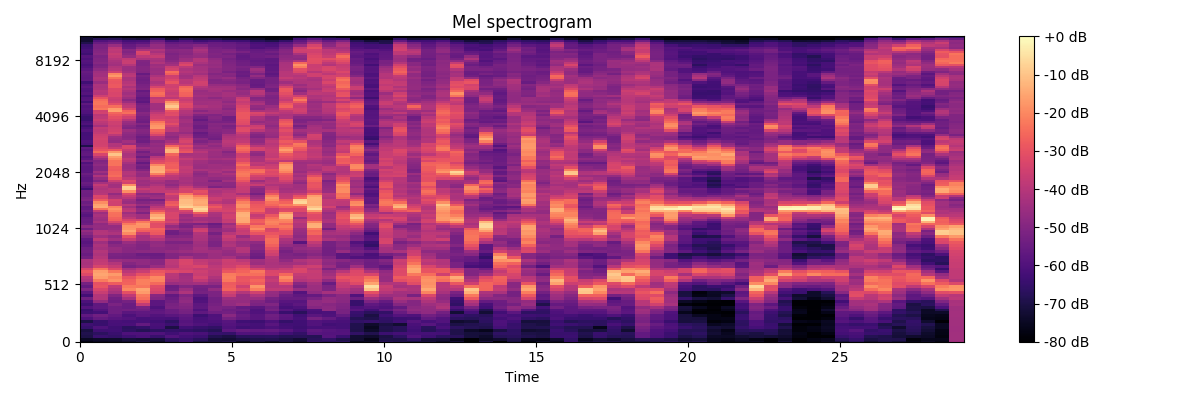 Mel spectrogram
8192
4096
2048
1024
512
0
Hz
0 5 10 15 20 25
Time
+0 dB
-10 dB
-20 dB
-30 dB
-40 dB
-50 dB
-60 dB
-70 dB
-80 dB